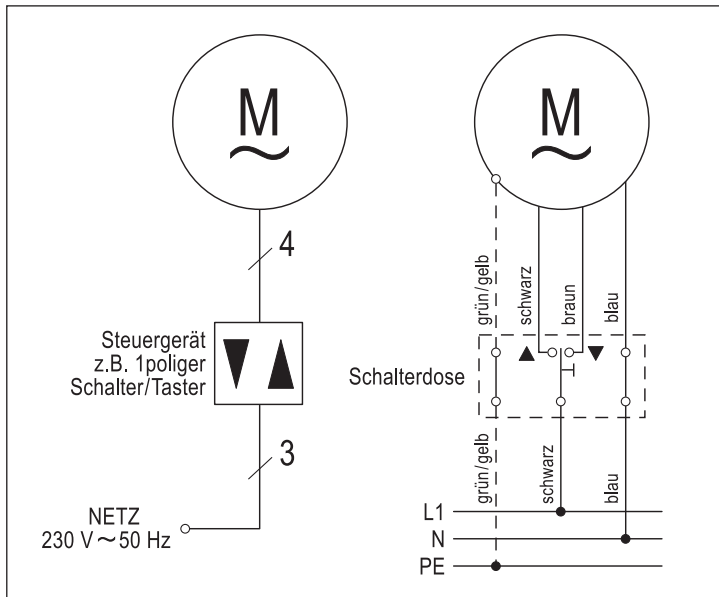 M
4
Steuergerät
z.B. 1poliger
Schalter/Taster
3
NETZ
230 V ~ 50 Hz
M
grün/gelb
schwarz
braun
blau
Schalterdose
grün/gelb
schwarz
blau
L1
N
PE